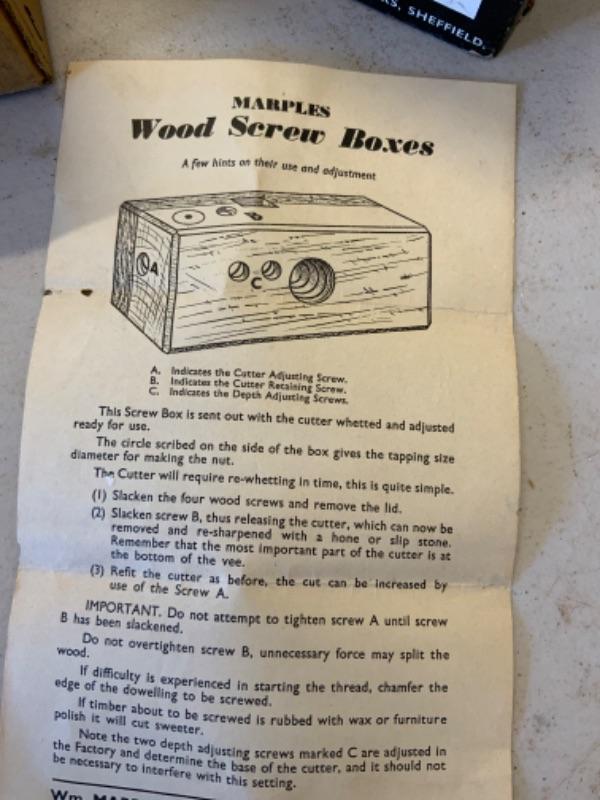 RS, SHEFFIELD.
MARPLES
Wood Screw Boxes
A few hints on their use and adjustment
B
A
C
A. Indicates the Cutter Adjusting Screw.
B. Indicates the Cutter Retaining Screw.
C. Indicates the Depth Adjusting Screws.
This Screw Box is sent out with the cutter whetted and adjusted
ready for use.
The circle scribed on the side of the box gives the tapping size
diameter for making the nut.
The Cutter will require re-whetting in time, this is quite simple.
(1) Slacken the four wood screws and remove the lid.
(2) Slacken screw B, thus releasing the cutter, which can now be
removed and re-sharpened with a hone or slip stone.
Remember that the most important part of the cutter is at
the bottom of the vee.
(3) Refit the cutter as before, the cut can be increased by
use of the Screw A.
IMPORTANT. Do not attempt to tighten screw A until screw
B has been slackened.
Do not overtighten screw B, unnecessary force may split the
wood.
If difficulty is experienced in starting the thread, chamfer the
edge of the dowelling to be screwed.
If timber about to be screwed is rubbed with wax or furniture
polish it will cut sweeter.
Note the two depth adjusting screws marked C are adjusted in
the Factory and determine the base of the cutter, and it should not
be necessary to interfere with this setting.
Wm. MARP